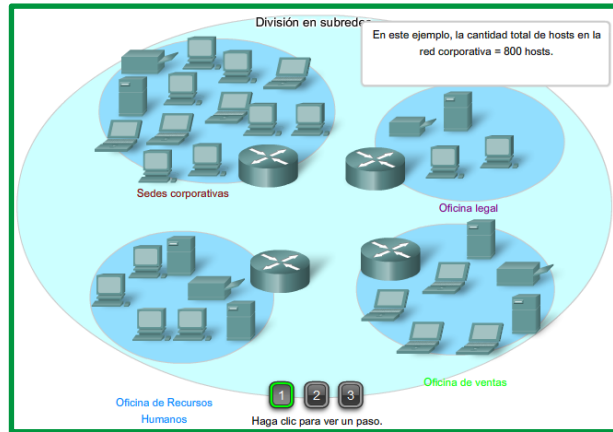 División en subredes
En este ejemplo, la cantidad total de hosts en la
red corporativa = 800 hosts.
Sedes corporativas
Oficina legal
Oficina de Recursos
Humanos
Oficina de ventas
1 2 3
Haga clic para ver un paso.